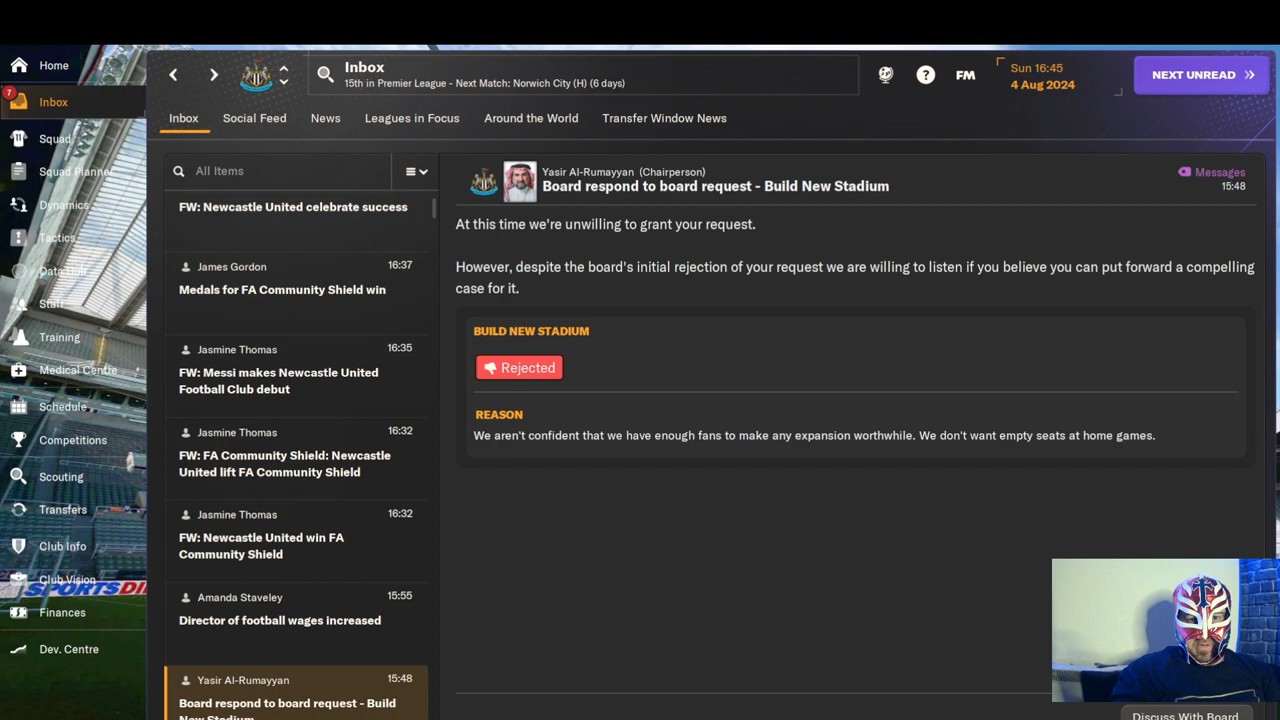 Home
Inbox
15th in Premier League - Next Match: Norwich City (H) (6 days)
FM
Sun 16:45
4 Aug 2024
NEXT UNREAD
7
Inbox
Squad
Squad Planner
Dynamics
Tactics
Data Hub
Staff
Training
Medical Centre
Schedule
Competitions
Scouting
Transfers
Club Info
Club Vision
Finances
Dev. Centre
SPORTSDI
Inbox
Social Feed
News
Leagues in Focus
Around the World
Transfer Window News
All Items
FW: Newcastle United celebrate success
James Gordon 16:37
Medals for FA Community Shield win
Jasmine Thomas 16:35
FW: Messi makes Newcastle United
Football Club debut
Jasmine Thomas 16:32
FW: FA Community Shield: Newcastle
United lift FA Community Shield
Jasmine Thomas 16:32
FW: Newcastle United win FA
Community Shield
Amanda Staveley 15:55
Director of football wages increased
Yasir Al-Rumayyan 15:48
Board respond to board request - Build
New Stadium
Yasir Al-Rumayyan (Chairperson)
Board respond to board request - Build New Stadium
Messages
15:48
At this time we're unwilling to grant your request.
However, despite the board's initial rejection of your request we are willing to listen if you believe you can put forward a compelling
case for it.
BUILD NEW STADIUM
Rejected
REASON
We aren't confident that we have enough fans to make any expansion worthwhile. We don't want empty seats at home games.
Discuss With Board